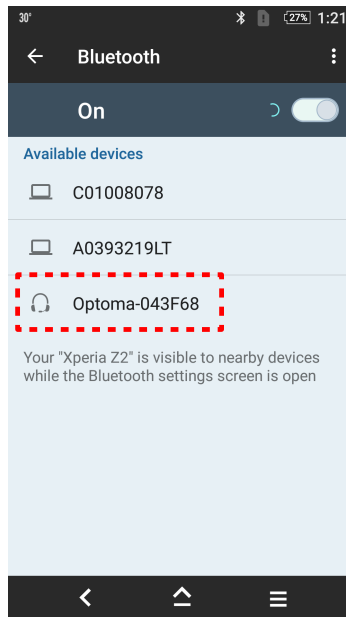 30°
27% 1:21
Bluetooth
On
Available devices
C01008078
A0393219LT
Optoma-043F68
Your "Xperia Z2" is visible to nearby devices
while the Bluetooth settings screen is open